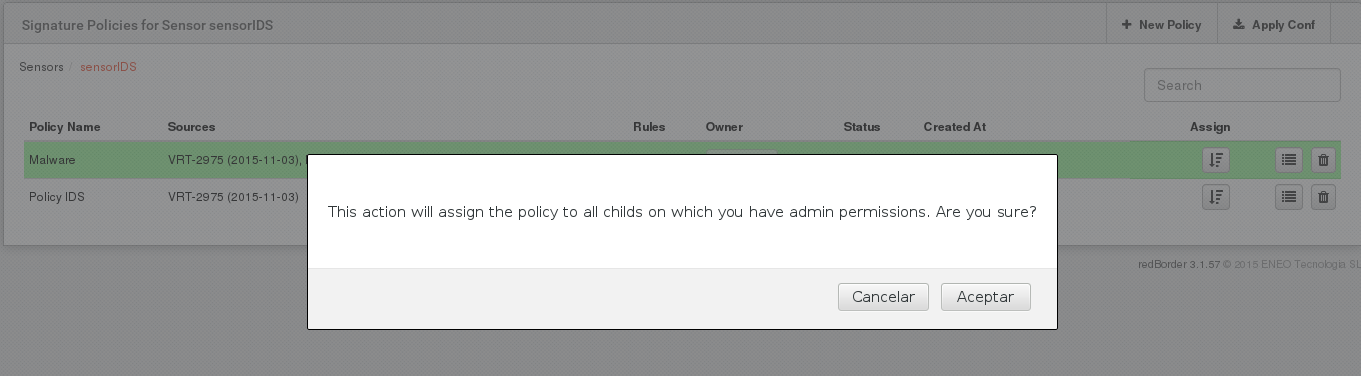 Signature Policies for Sensor sensorIDS
New Policy
Apply Conf
Sensors / sensorIDS
Search
Policy Name Sources Rules Owner Status Created At Assign
Malware VRT-2975 (2015-11-03),
Policy IDS VRT-2975 (2015-11-03)
This action will assign the policy to all childs on which you have admin permissions. Are you sure?
redBorder 3.1.57 © 2015 ENEO Tecnologia SL
Cancelar Aceptar